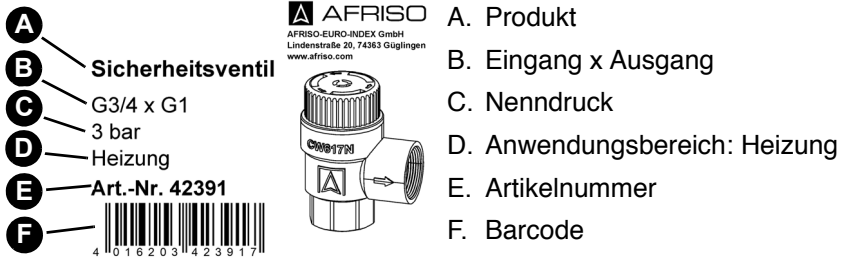 A
B
C
D
E
F
Sicherheitsventil
G3/4 x G1
3 bar
Heizung
Art.-Nr. 42391
4 016203 423917
AFRISO
AFRISO-EURO-INDEX GmbH
Lindenstraße 20, 74363 Güglingen
www.afriso.com
CW617N
A. Produkt
B. Eingang x Ausgang
C. Nenndruck
D. Anwendungsbereich: Heizung
E. Artikelnummer
F. Barcode